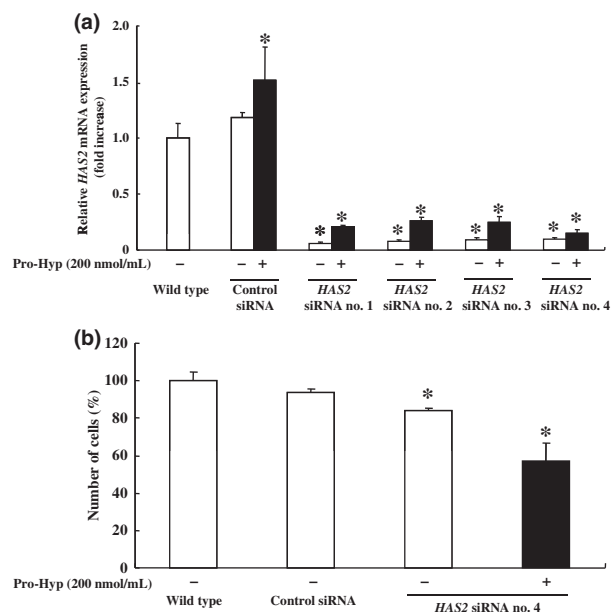 (a)
Relative HAS2 mRNA expression
(fold increase)
2.0
1.5
1.0
0.5
0
* * * * * * * * *
Pro-Hyp (200 nmol/mL) – – + – + – + – + – +
Wild type Control siRNA HAS2 siRNA no. 1 HAS2 siRNA no. 2 HAS2 siRNA no. 3 HAS2 siRNA no. 4
(b)
Number of cells (%)
120
100
80
60
40
20
0
* *
Pro-Hyp (200 nmol/mL) – – – +
Wild type Control siRNA HAS2 siRNA no. 4